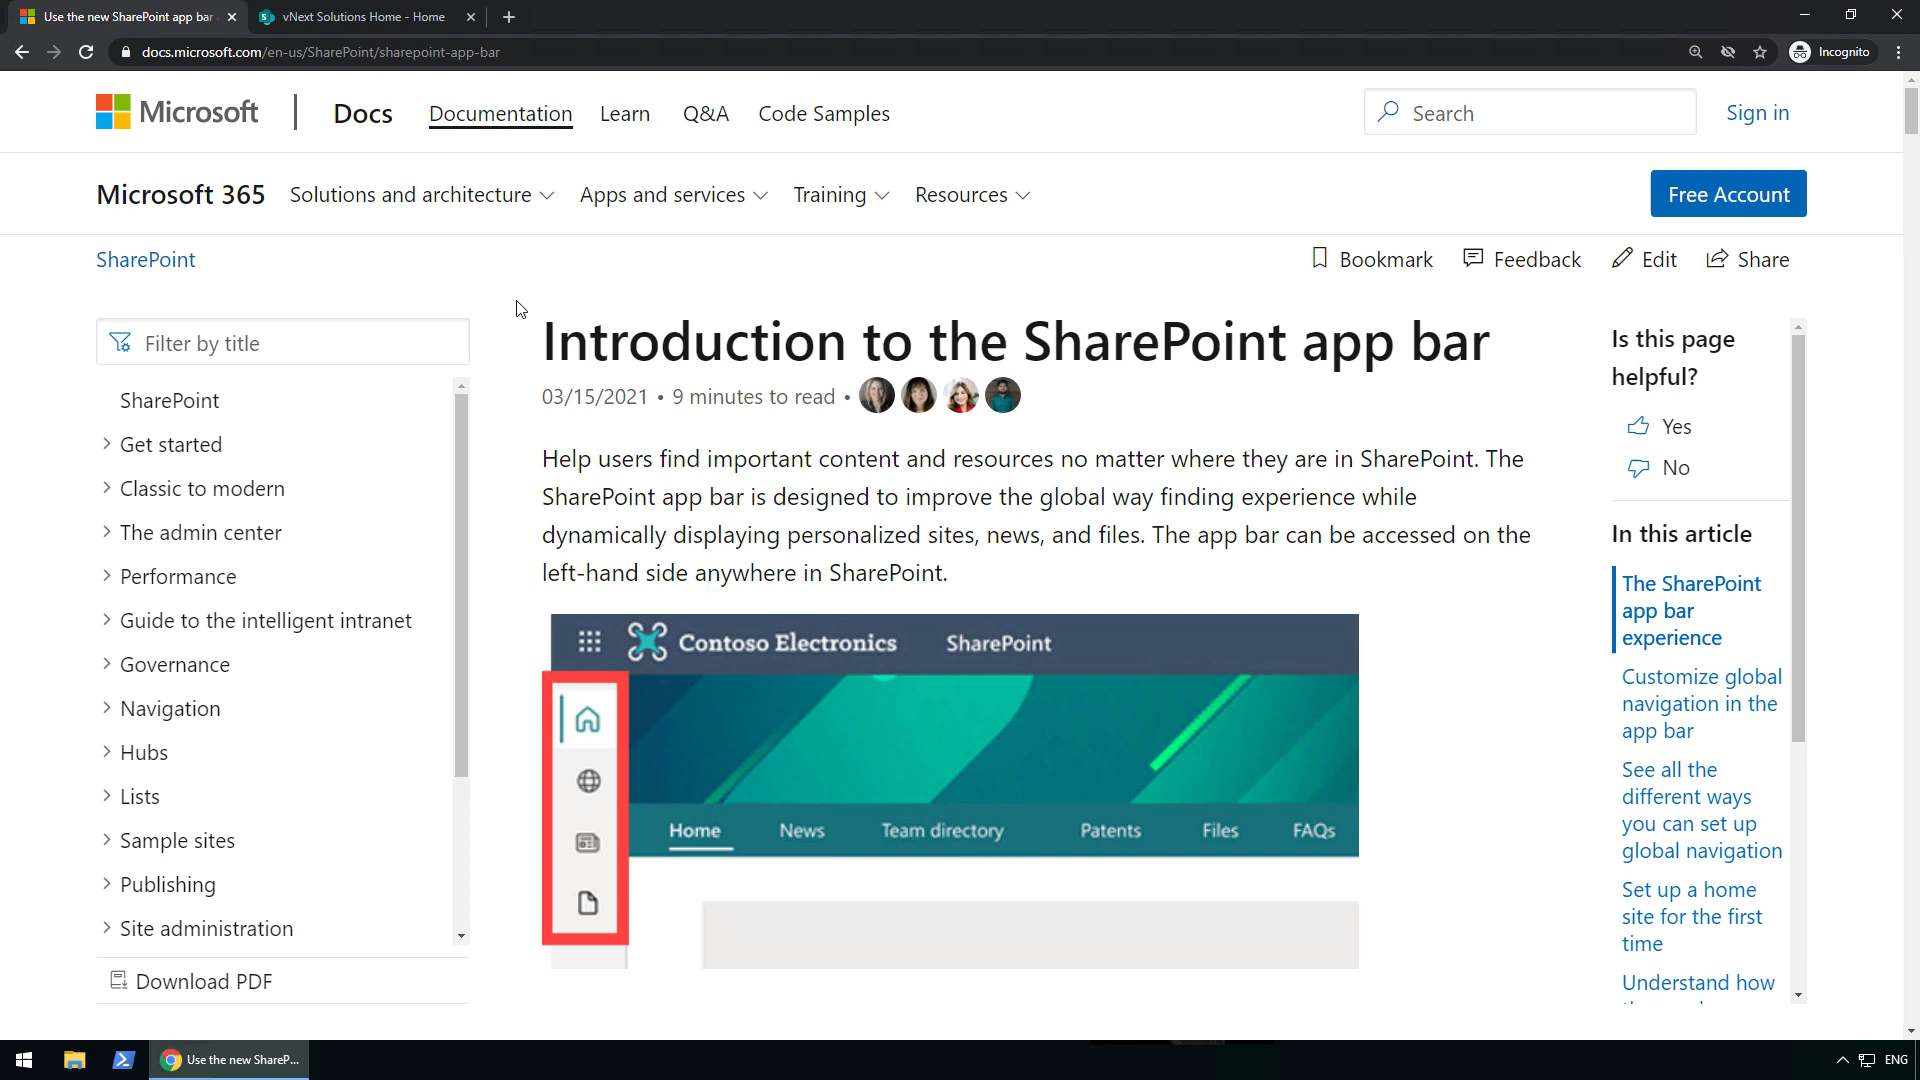 Use the new SharePoint app bar
vNext Solutions Home - Home
docs.microsoft.com/en-us/SharePoint/sharepoint-app-bar
Incognito
Microsoft
Docs
Documentation
Learn
Q&A
Code Samples
Search
Sign in
Microsoft 365
Solutions and architecture
Apps and services
Training
Resources
Free Account
SharePoint
Bookmark
Feedback
Edit
Share
Filter by title
SharePoint
Get started
Classic to modern
The admin center
Performance
Guide to the intelligent intranet
Governance
Navigation
Hubs
Lists
Sample sites
Publishing
Site administration
Download PDF
Introduction to the SharePoint app bar
03/15/2021 • 9 minutes to read •
Help users find important content and resources no matter where they are in SharePoint. The
SharePoint app bar is designed to improve the global way finding experience while
dynamically displaying personalized sites, news, and files. The app bar can be accessed on the
left-hand side anywhere in SharePoint.
Contoso Electronics
SharePoint
Home
News
Team directory
Patents
Files
FAQs
Is this page
helpful?
Yes
No
In this article
The SharePoint
app bar
experience
Customize global
navigation in the
app bar
See all the
different ways
you can set up
global navigation
Set up a home
site for the first
time
Understand how
Use the new ShareP...
ENG